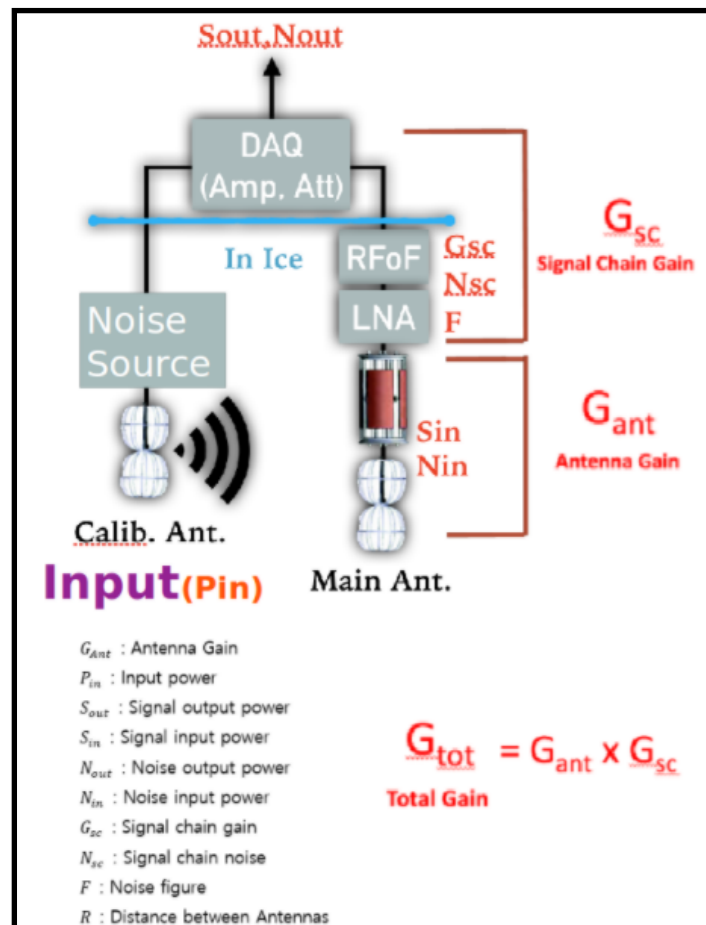 Sout,Nout
DAQ
(Amp, Att)
In Ice
RFoF
LNA
Gsc
Nsc
F
Noise
Source
Sin
Nin
Calib. Ant.
Input(Pin)
Main Ant.
Gsc
Signal Chain Gain
Gant
Antenna Gain
GAnt : Antenna Gain
Pin : Input power
Sout : Signal output power
Sin : Signal input power
Nout : Noise output power
Nin : Noise input power
Gsc : Signal chain gain
Nsc : Signal chain noise
F : Noise figure
R : Distance between Antennas
Gtot = Gant x Gsc
Total Gain